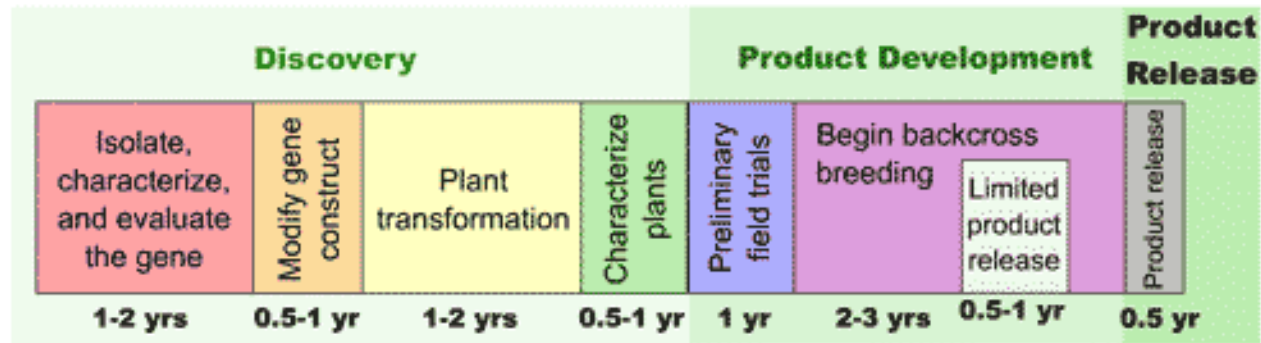 Discovery
Product Development
Product
Release
Isolate,
characterize,
and evaluate
the gene
Modify gene
construct
Plant
transformation
Characterize
plants
Preliminary
field trials
Begin backcross
breeding
Limited
product
release
Product release
1-2 yrs
0.5-1 yr
1-2 yrs
0.5-1 yr
1 yr
2-3 yrs
0.5-1 yr
0.5 yr